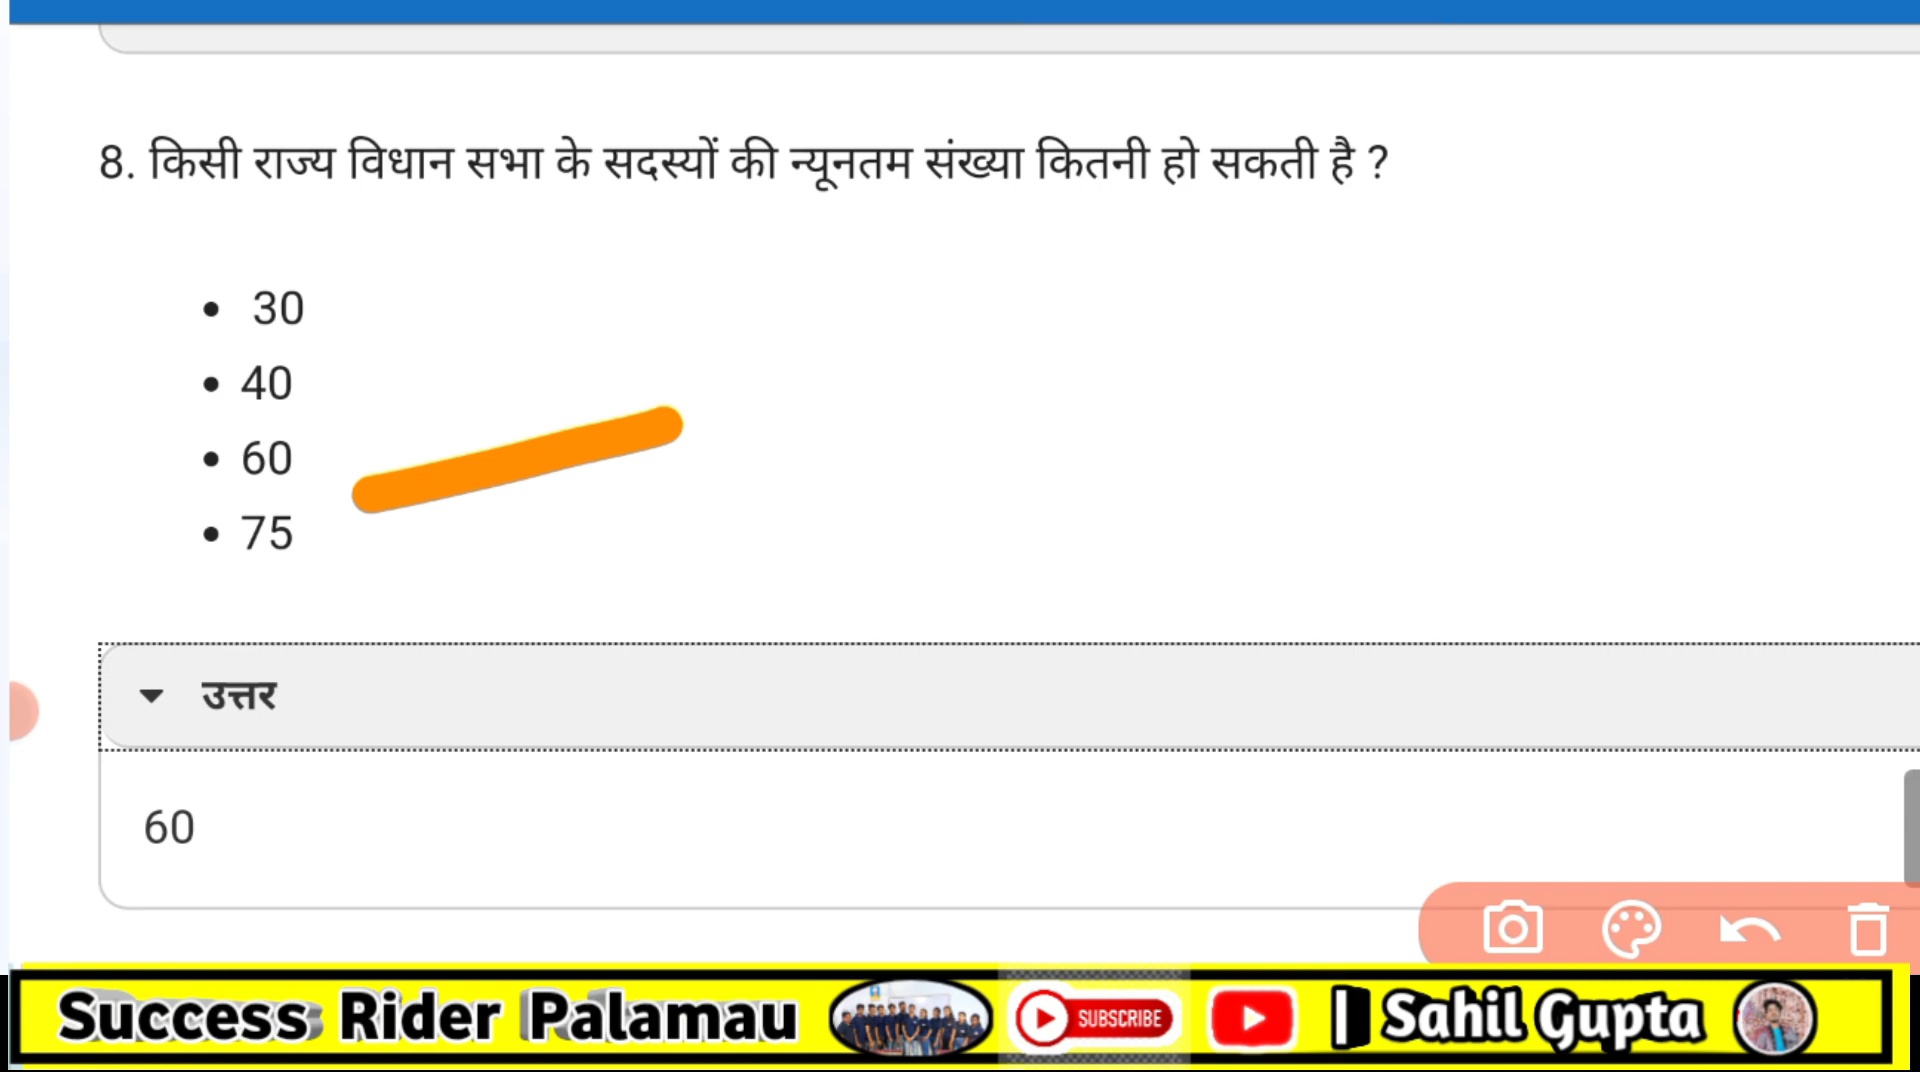 8. किसी राज्य विधान सभा के सदस्यों की न्यूनतम संख्या कितनी हो सकती है ?
30
40
60
75
उत्तर
60
Success Rider Palamau SUBSCRIBE | Sahil Gupta